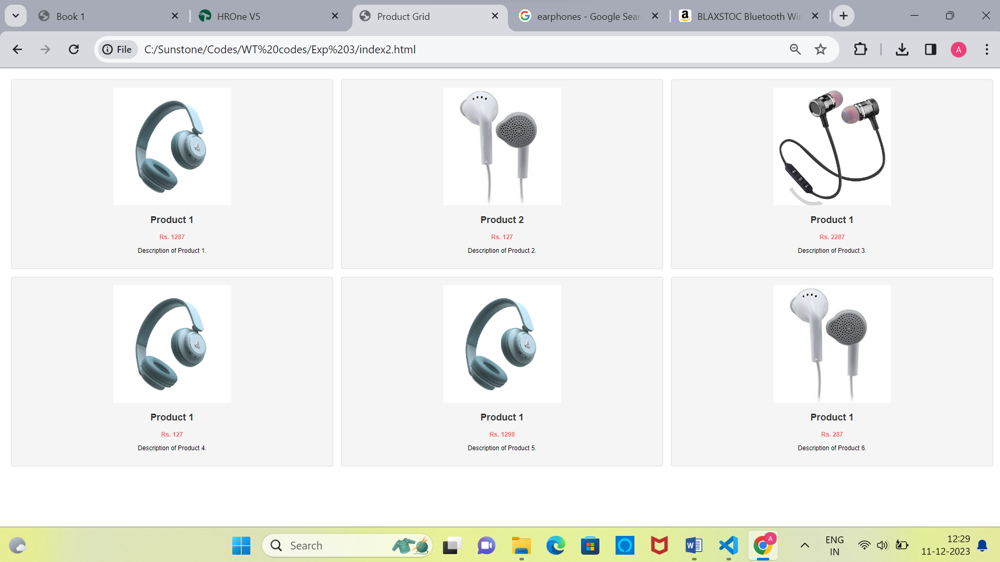 Book 1
HROne V5
Product Grid
earphones - Google Sear
BLAXSTOC Bluetooth Wir
File
C:/Sunstone/Codes/WT%20codes/Exp%203/index2.html
A
Product 1
Rs. 1287
Description of Product 1.
Product 2
Rs. 127
Description of Product 2.
Product 1
Rs. 2287
Description of Product 3.
Product 1
Rs. 127
Description of Product 4.
Product 1
Rs. 1298
Description of Product 5.
Product 1
Rs. 287
Description of Product 6.
Search
A
ENG
IN
12:29
11-12-2023